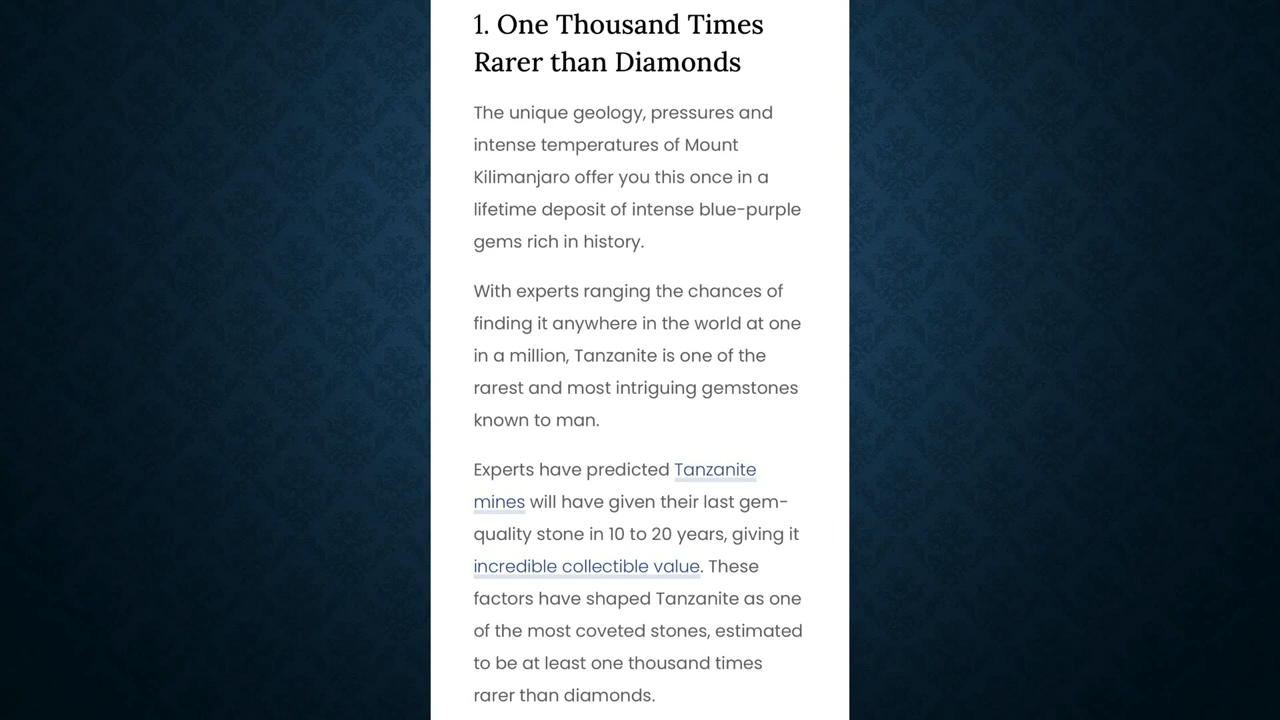 1. One Thousand Times
Rarer than Diamonds
The unique geology, pressures and
intense temperatures of Mount
Kilimanjaro offer you this once in a
lifetime deposit of intense blue-purple
gems rich in history.
With experts ranging the chances of
finding it anywhere in the world at one
in a million, Tanzanite is one of the
rarest and most intriguing gemstones
known to man.
Experts have predicted Tanzanite
mines will have given their last gem-
quality stone in 10 to 20 years, giving it
incredible collectible value. These
factors have shaped Tanzanite as one
of the most coveted stones, estimated
to be at least one thousand times
rarer than diamonds.